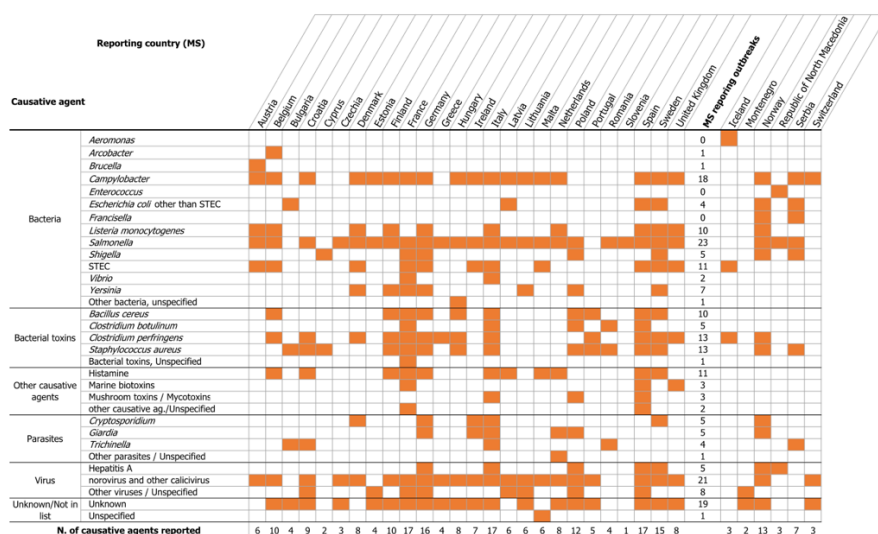 Reporting country (MS)
Causative agent
Austria
Belgium
Bulgaria
Croatia
Cyprus
Czechia
Denmark
Estonia
Finland
France
Germany
Greece
Hungary
Ireland
Italy
Latvia
Lithuania
Malta
Netherlands
Poland
Portugal
Romania
Slovenia
Spain
Sweden
United Kingdom
MS reporing outbreaks
Iceland
Montenegro
Norway
Republic of North Macedonia
Serbia
Switzerland
Bacteria
Aeromonas 0
Arcobacter 1
Brucella 1
Campylobacter 18
Enterococcus 0
Escherichia coli other than STEC 4
Francisella 0
Listeria monocytogenes 10
Salmonella 23
Shigella 5
STEC 11
Vibrio 2
Yersinia 7
Other bacteria, unspecified 1
Bacterial toxins
Bacillus cereus 10
Clostridium botulinum 5
Clostridium perfringens 13
Staphylococcus aureus 13
Bacterial toxins, Unspecified 1
Other causative
agents
Histamine 11
Marine biotoxins 3
Mushroom toxins / Mycotoxins 3
other causative ag./Unspecified 2
Parasites
Cryptosporidium 5
Giardia 5
Trichinella 4
Other parasites / Unspecified 1
Virus
Hepatitis A 5
norovirus and other calicivirus 21
Other viruses / Unspecified 8
Unknown/Not in
list
Unknown 19
Unspecified 1
N. of causative agents reported 6 10 4 9 2 3 8 4 10 17 16 4 8 7 17 6 6 6 8 12 5 4 1 17 15 8 3 2 13 3 7 3